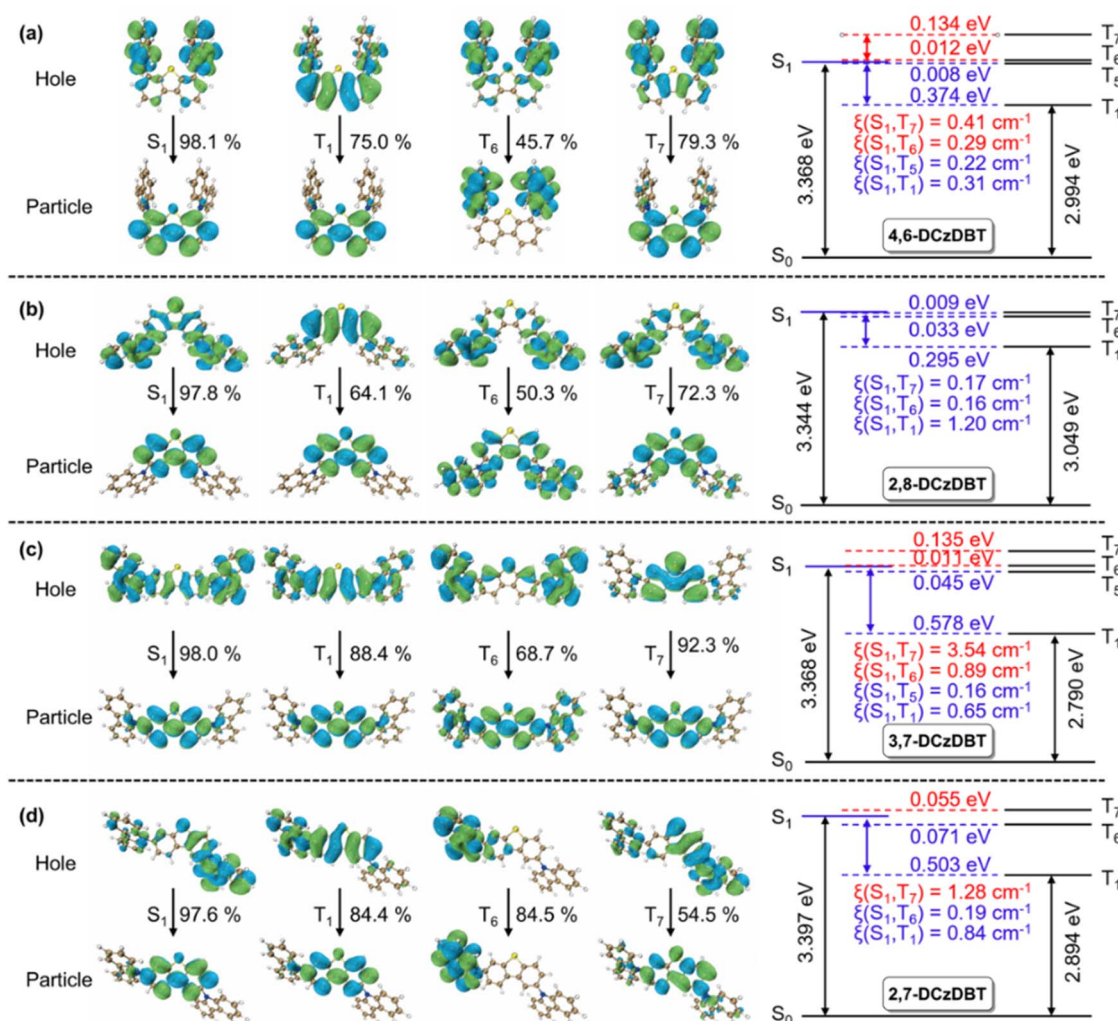 (a)
Hole
S₁ 98.1 %
T₁ 75.0 %
T₆ 45.7 %
T₇ 79.3 %
Particle
0.134 eV
T₇
0.012 eV
T₆
S₁
0.008 eV
T₅
0.374 eV
T₁
ξ(S₁,T₇) = 0.41 cm⁻¹
ξ(S₁,T₆) = 0.29 cm⁻¹
ξ(S₁,T₅) = 0.22 cm⁻¹
ξ(S₁,T₁) = 0.31 cm⁻¹
3.368 eV
2.994 eV
4,6-DCzDBT
S₀
(b)
Hole
S₁ 97.8 %
T₁ 64.1 %
T₆ 50.3 %
T₇ 72.3 %
Particle
0.009 eV
S₁
T₇
T₆
0.033 eV
T₁
0.295 eV
ξ(S₁,T₇) = 0.17 cm⁻¹
ξ(S₁,T₆) = 0.16 cm⁻¹
ξ(S₁,T₁) = 1.20 cm⁻¹
3.344 eV
3.049 eV
2,8-DCzDBT
S₀
(c)
Hole
S₁ 98.0 %
T₁ 88.4 %
T₆ 68.7 %
T₇ 92.3 %
Particle
0.135 eV
T₇
0.011 eV
T₆
S₁
0.045 eV
T₅
0.578 eV
T₁
ξ(S₁,T₇) = 3.54 cm⁻¹
ξ(S₁,T₆) = 0.89 cm⁻¹
ξ(S₁,T₅) = 0.16 cm⁻¹
ξ(S₁,T₁) = 0.65 cm⁻¹
3.368 eV
2.790 eV
3,7-DCzDBT
S₀
(d)
Hole
S₁ 97.6 %
T₁ 84.4 %
T₆ 84.5 %
T₇ 54.5 %
Particle
0.055 eV
T₇
S₁
0.071 eV
T₆
0.503 eV
T₁
ξ(S₁,T₇) = 1.28 cm⁻¹
ξ(S₁,T₆) = 0.19 cm⁻¹
ξ(S₁,T₁) = 0.84 cm⁻¹
3.397 eV
2.894 eV
2,7-DCzDBT
S₀